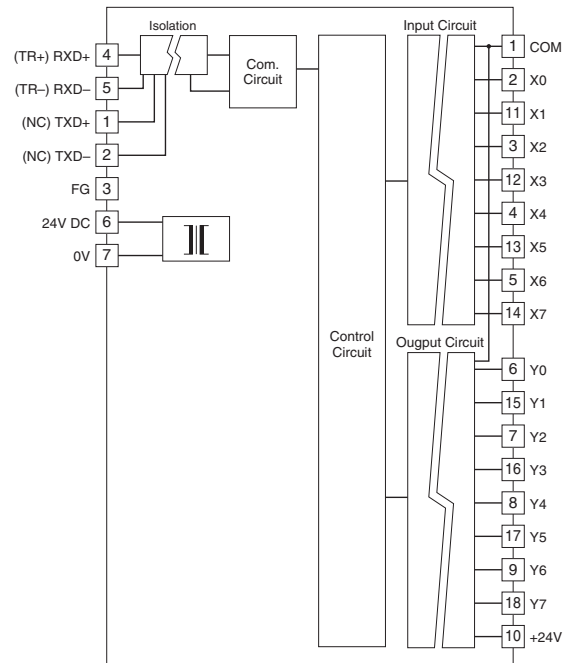 Isolation
(TR+) RXD+ 4
(TR–) RXD– 5
(NC) TXD+ 1
(NC) TXD– 2
FG 3
24V DC 6
0V 7
Com.
Circuit
Control
Circuit
Input Circuit
1 COM
2 X0
11 X1
3 X2
12 X3
4 X4
13 X5
5 X6
14 X7
Ougput Circuit
6 Y0
15 Y1
7 Y2
16 Y3
8 Y4
17 Y5
9 Y6
18 Y7
10 +24V